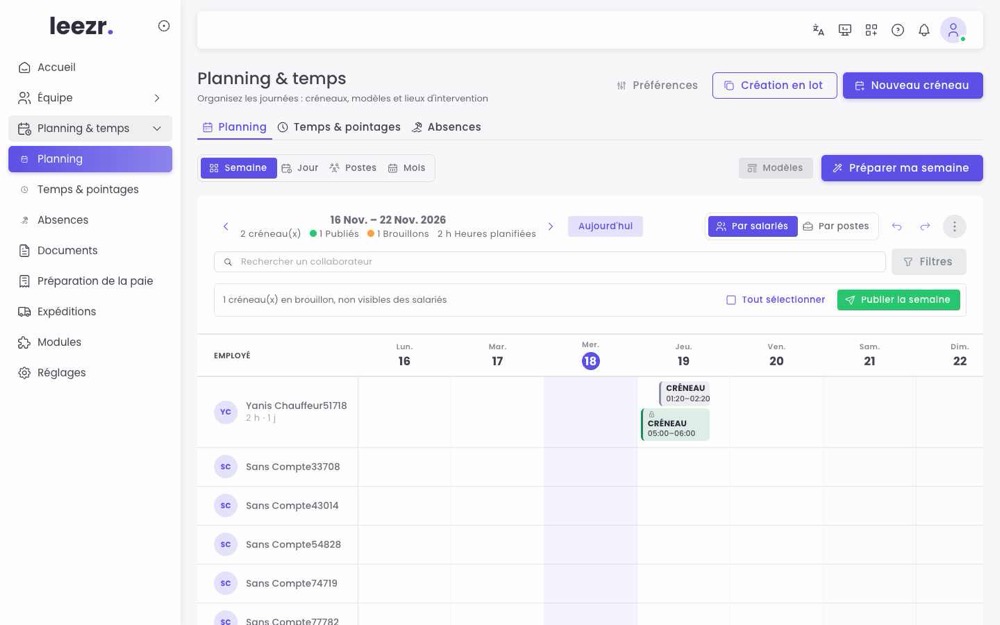 leezr.
Accueil
Équipe
Planning & temps
Planning
Temps & pointages
Absences
Documents
Préparation de la paie
Expéditions
Modules
Réglages
Planning & temps
Organisez les journées : créneaux, modèles et lieux d'intervention
Préférences
Création en lot
Nouveau créneau
Planning
Temps & pointages
Absences
Semaine
Jour
Postes
Mois
Modèles
Préparer ma semaine
16 Nov. – 22 Nov. 2026
2 créneau(x) 1 Publiés 1 Brouillons 2 h Heures planifiées
Aujourd'hui
Par salariés
Par postes
Rechercher un collaborateur
Filtres
1 créneau(x) en brouillon, non visibles des salariés
Tout sélectionner
Publier la semaine
EMPLOYÉ
Lun.
16
Mar.
17
Mer.
18
Jeu.
19
Ven.
20
Sam.
21
Dim.
22
YC
Yanis Chauffeur51718
2 h · 1 j
CRÉNEAU
01:20–02:20
CRÉNEAU
05:00–06:00
SC
Sans Compte33708
SC
Sans Compte43014
SC
Sans Compte54828
SC
Sans Compte74719
SC
Sans Compte77782